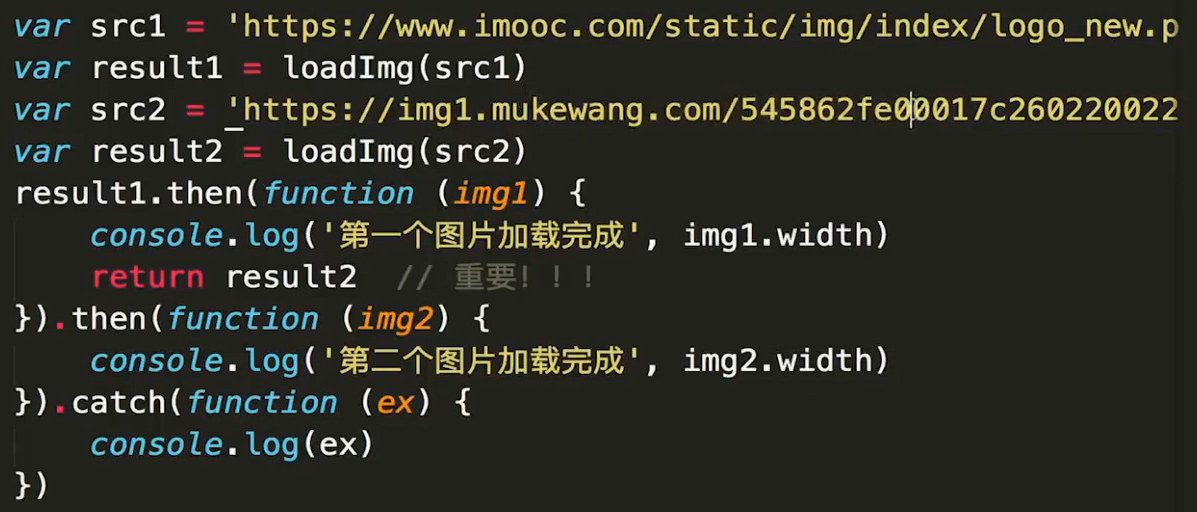 var src1 = 'https://www.imooc.com/static/img/index/logo_new.p
var result1 = loadImg(src1)
var src2 = 'https://img1.mukewang.com/545862fe00017c260220022
var result2 = loadImg(src2)
result1.then(function (img1) {
    console.log('第一个图片加载完成', img1.width)
    return result2  // 重要！！！
}).then(function (img2) {
    console.log('第二个图片加载完成', img2.width)
}).catch(function (ex) {
    console.log(ex)
})